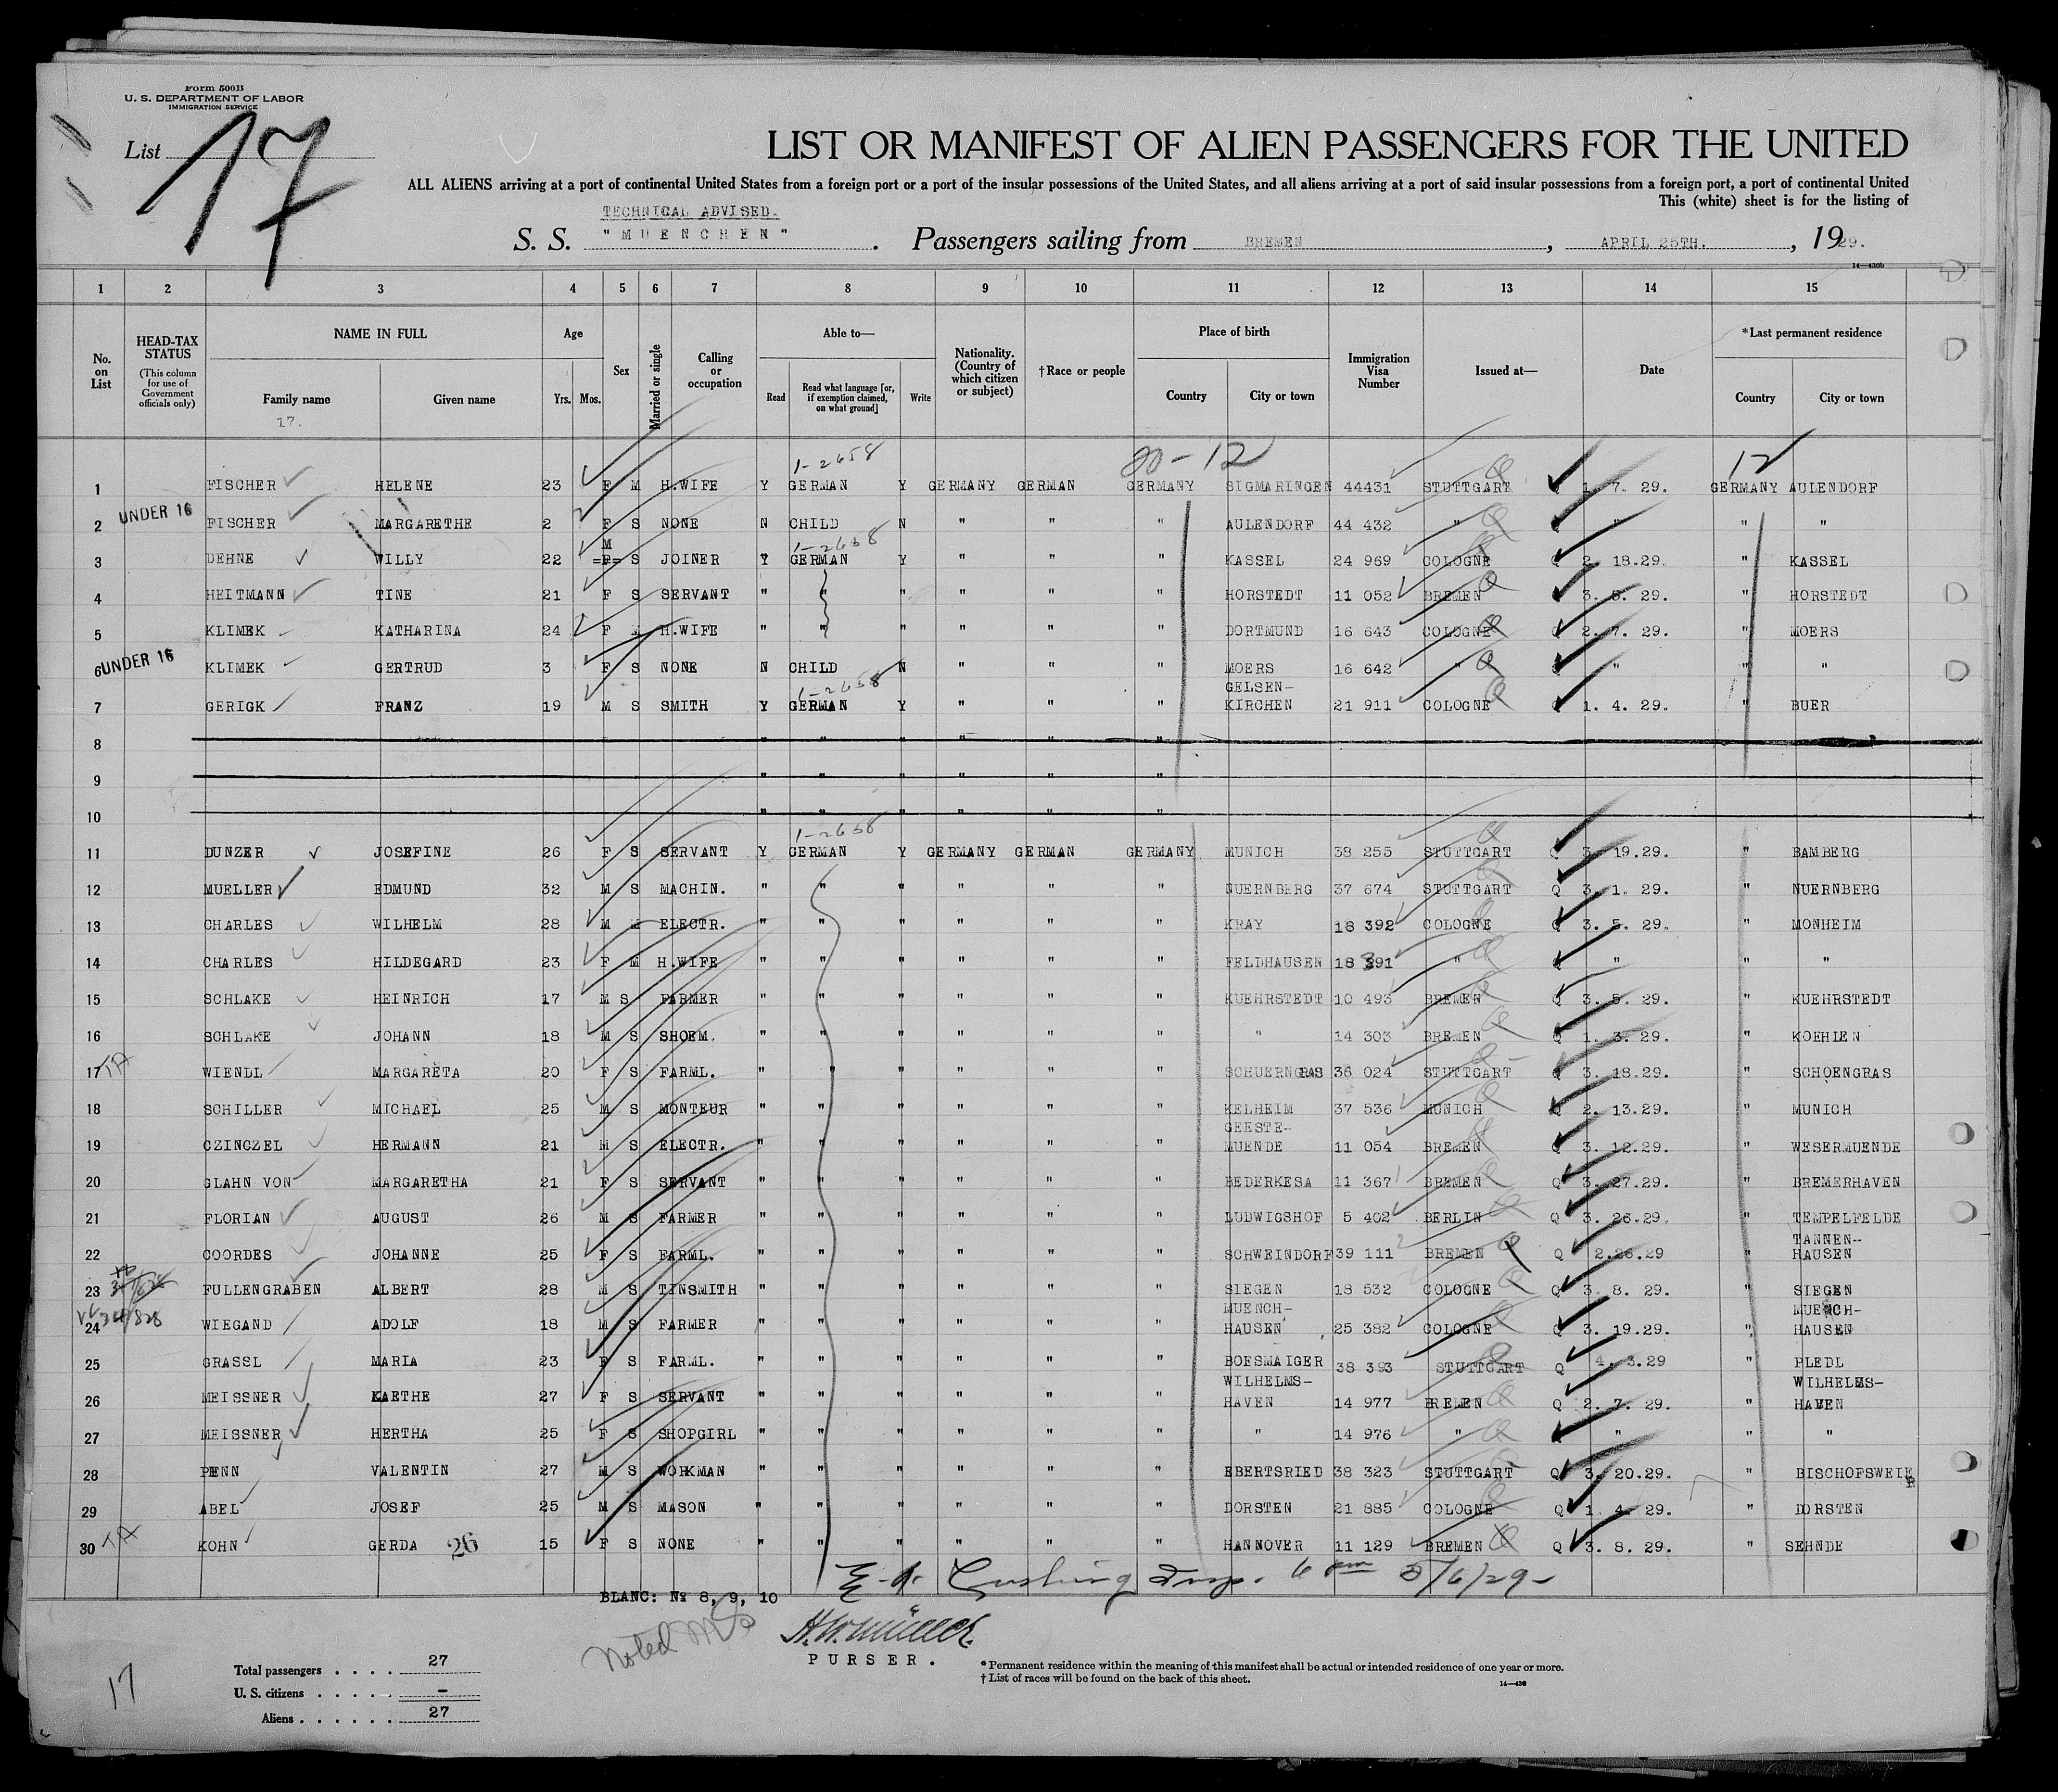 Form 500B
U. S. DEPARTMENT OF LABOR
IMMIGRATION SERVICE
List 17
LIST OR MANIFEST OF ALIEN PASSENGERS FOR THE UNITED
ALL ALIENS arriving at a port of continental United States from a foreign port or a port of the insular possessions of the United States, and all aliens arriving at a port of said insular possessions from a foreign port, a port of continental United
This (white) sheet is for the listing of
TECHNICAL ADVISED.
S. S. "MUENCHEN". Passengers sailing from BREMEN, APRIL 25TH., 1929.
14—430b
1 2 3 4 5 6 7 8 9 10 11 12 13 14 15
No. on List
HEAD-TAX STATUS (This column for use of Government officials only)
NAME IN FULL Family name Given name
17.
Age Yrs. Mos.
Sex
Married or single
Calling or occupation
Able to— Read Read what language [or, if exemption claimed, on what ground] Write
Nationality. (Country of which citizen or subject)
†Race or people
Place of birth Country City or town
Immigration Visa Number
Issued at—
Date
*Last permanent residence Country City or town
1-2658 20-12 12
1 FISCHER HELENE 23 F M H.WIFE Y GERMAN Y GERMANY GERMAN GERMANY SIGMARINGEN 44431 STUTTGART Q 1. 7. 29. GERMANY AULENDORF
UNDER 16
2 FISCHER MARGARETHE 2 F S NONE N CHILD N " " " AULENDORF 44 432 " Q " " "
1-2658
3 DEHNE WILLY 22 M =F= S JOINER Y GERMAN Y " " " KASSEL 24 969 COLOGNE Q 2. 18.29. " KASSEL
4 HEITMANN TINE 21 F S SERVANT " " " " " " HORSTEDT 11 052 BREMEN Q 3. 5. 29. " HORSTEDT
5 KLIMEK KATHARINA 24 F M H.WIFE " " " " " " DORTMUND 16 643 COLOGNE Q 2. 7. 29. " MOERS
UNDER 16
6 KLIMEK GERTRUD 3 F S NONE N CHILD N " " " MOERS 16 642 " Q " " "
1-2658
7 GERIGK FRANZ 19 M S SMITH Y GERMAN Y " " " GELSEN-KIRCHEN 21 911 COLOGNE Q 1. 4. 29. " BUER
8 " " " " " "
9 " " " " " "
10 " " " " " "
1-2658
11 DUNZER JOSEFINE 26 F S SERVANT Y GERMAN Y GERMANY GERMAN GERMANY MUNICH 38 255 STUTTGART Q 3. 19.29. " BAMBERG
12 MUELLER EDMUND 32 M S MACHIN. " " " " " " NUERNBERG 37 674 STUTTGART Q 3. 1. 29. " NUERNBERG
13 CHARLES WILHELM 28 M M ELECTR. " " " " " " KRAY 18 392 COLOGNE Q 3. 5. 29. " MONHEIM
14 CHARLES HILDEGARD 23 F M H.WIFE " " " " " " FELDHAUSEN 18 391 " Q " " "
15 SCHLAKE HEINRICH 17 M S FARMER " " " " " " KUEHRSTEDT 10 493 BREMEN Q 3. 5. 29. " KUEHRSTEDT
16 SCHLAKE JOHANN 18 M S SHOEM. " " " " " " " 14 303 BREMEN Q 1. 3. 29. " KOEHLEN
17 WIENDL MARGARETA 20 F S FARML. " " " " " " SCHUERNGRAS 36 024 STUTTGART Q 3. 18.29. " SCHOENGRAS
18 SCHILLER MICHAEL 25 M S MONTEUR " " " " " " KELHEIM 37 536 MUNICH Q 2. 13.29. " MUNICH
19 CZINCZEL HERMANN 21 M S ELECTR. " " " " " " GEESTE-MUENDE 11 054 BREMEN Q 3. 12.29. " WESERMUENDE
20 GLAHN VON MARGARETHA 21 F S SERVANT " " " " " " BEDERKESA 11 367 BREMEN Q 3. 27.29. " BREMERHAVEN
21 FLORIAN AUGUST 26 M S FARMER " " " " " " LUDWIGSHOF 5 402 BERLIN Q 3. 26.29. " TEMPELFELDE
22 COORDES JOHANNE 25 F S FARML. " " " " " " SCHWEINDORF 39 111 BREMEN Q 2.26.29 " TANNEN-HAUSEN
23 FULLENGRABEN ALBERT 28 M S TINSMITH " " " " " " SIEGEN 18 532 COLOGNE Q 3. 8. 29. " SIEGEN
24 WIEGAND ADOLF 18 M S FARMER " " " " " " MUENCH-HAUSEN 25 382 COLOGNE Q 3. 19.29. " MUENCH-HAUSEN
25 GRASSL MARIA 23 F S FARML. " " " " " " BOESMAIGER 38 393 STUTTGART Q 4. 3.29 " PLEDL
26 MEISSNER KAETHE 27 F S SERVANT " " " " " " WILHELMS-HAVEN 14 977 BREMEN Q 2. 7. 29. " WILHELMS-HAVEN
27 MEISSNER HERTHA 25 F S SHOPGIRL " " " " " " " 14 976 " Q " " "
28 PENN VALENTIN 27 M S WORKMAN " " " " " " EBERTSRIED 38 323 STUTTGART Q 3. 20.29. " BISCHOFSWEIER
29 ABEL JOSEF 25 M S MASON " " " " " " DORSTEN 21 885 COLOGNE Q 1. 4. 29. " DORSTEN
30 KOHN GERDA 26 15 F S NONE " " " " " " HANNOVER 11 129 BREMEN Q 3. 8. 29. " SEHNDE
E. A. Cushing Insp. 6 pm 5/6/29-
BLANC: № 8, 9, 10
Noted
H. W. Müller.
PURSER.
17
Total passengers . . . . 27
U. S. citizens . . . . . —
Aliens . . . . . . 27
* Permanent residence within the meaning of this manifest shall be actual or intended residence of one year or more.
† List of races will be found on the back of this sheet.
14—430